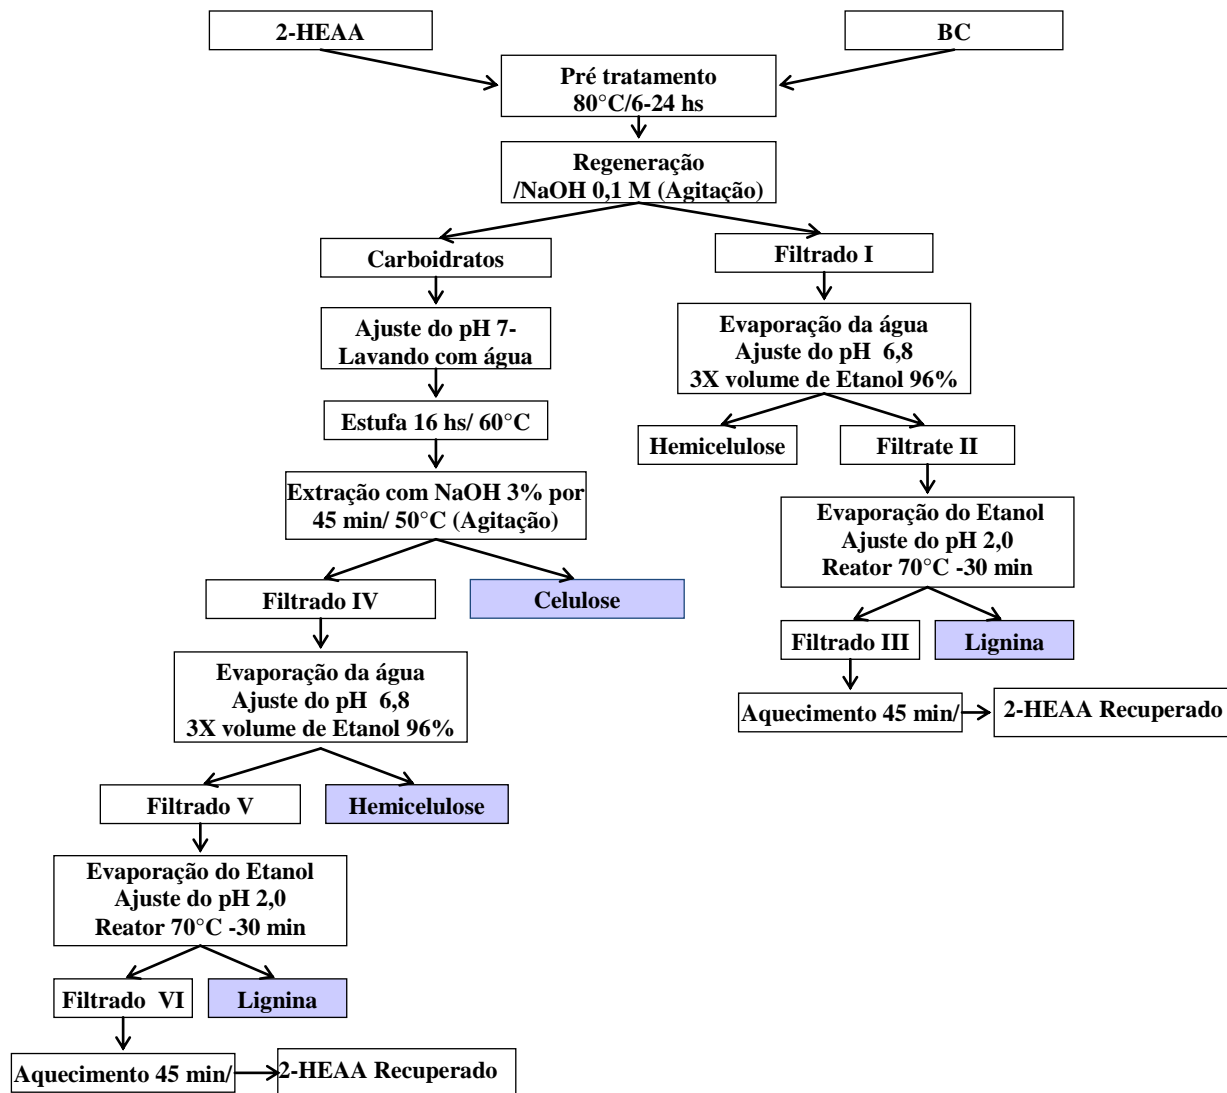 2-HEAA
BC
Pré tratamento
80°C/6-24 hs
Regeneração
/NaOH 0,1 M (Agitação)
Carboidratos
Filtrado I
Ajuste do pH 7-
Lavando com água
Evaporação da água
Ajuste do pH 6,8
3X volume de Etanol 96%
Estufa 16 hs/ 60°C
Hemicelulose
Filtrate II
Extração com NaOH 3% por
45 min/ 50°C (Agitação)
Evaporação do Etanol
Ajuste do pH 2,0
Reator 70°C -30 min
Filtrado IV
Celulose
Filtrado III
Lignina
Evaporação da água
Ajuste do pH 6,8
3X volume de Etanol 96%
Aquecimento 45 min/
2-HEAA Recuperado
Filtrado V
Hemicelulose
Evaporação do Etanol
Ajuste do pH 2,0
Reator 70°C -30 min
Filtrado VI
Lignina
Aquecimento 45 min/
2-HEAA Recuperado